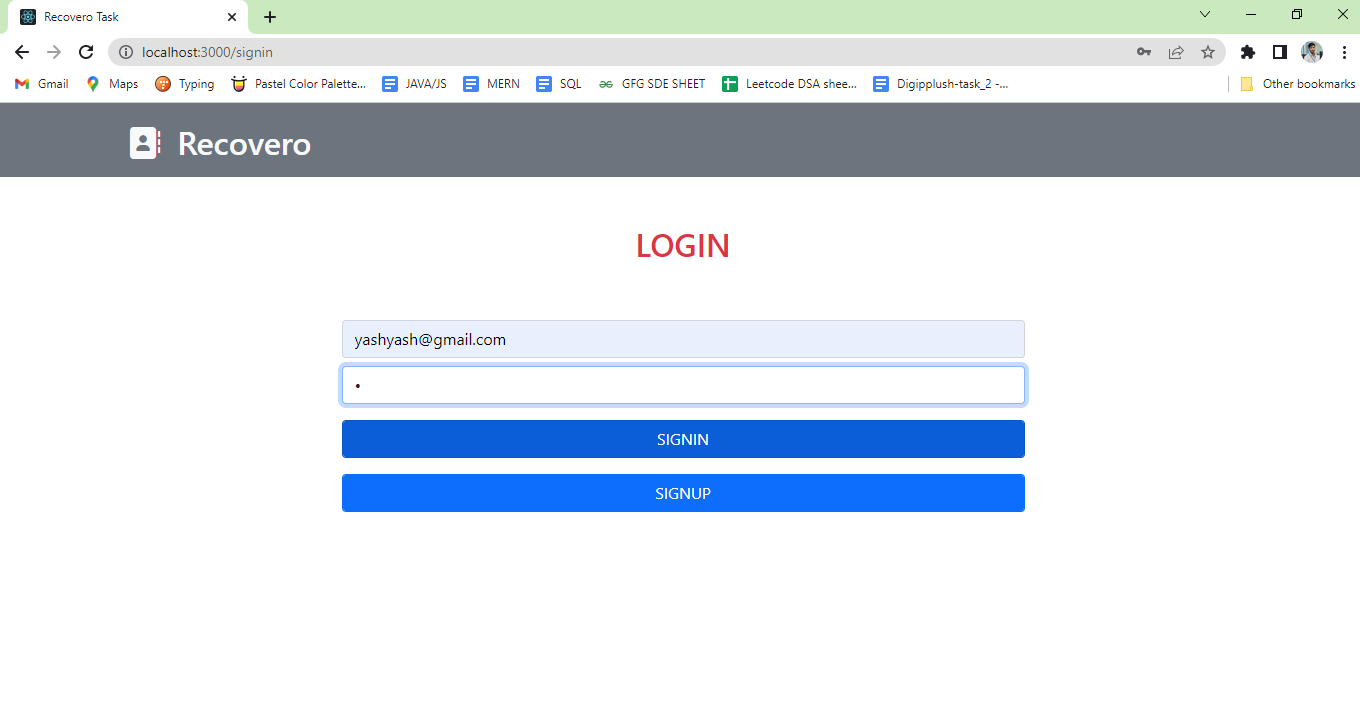 Recovero Task
localhost:3000/signin
Gmail Maps Typing Pastel Color Palette... JAVA/JS MERN SQL GFG SDE SHEET Leetcode DSA shee... Digipplush-task_2 -... Other bookmarks
Recovero
LOGIN
yashyash@gmail.com
•
SIGNIN
SIGNUP